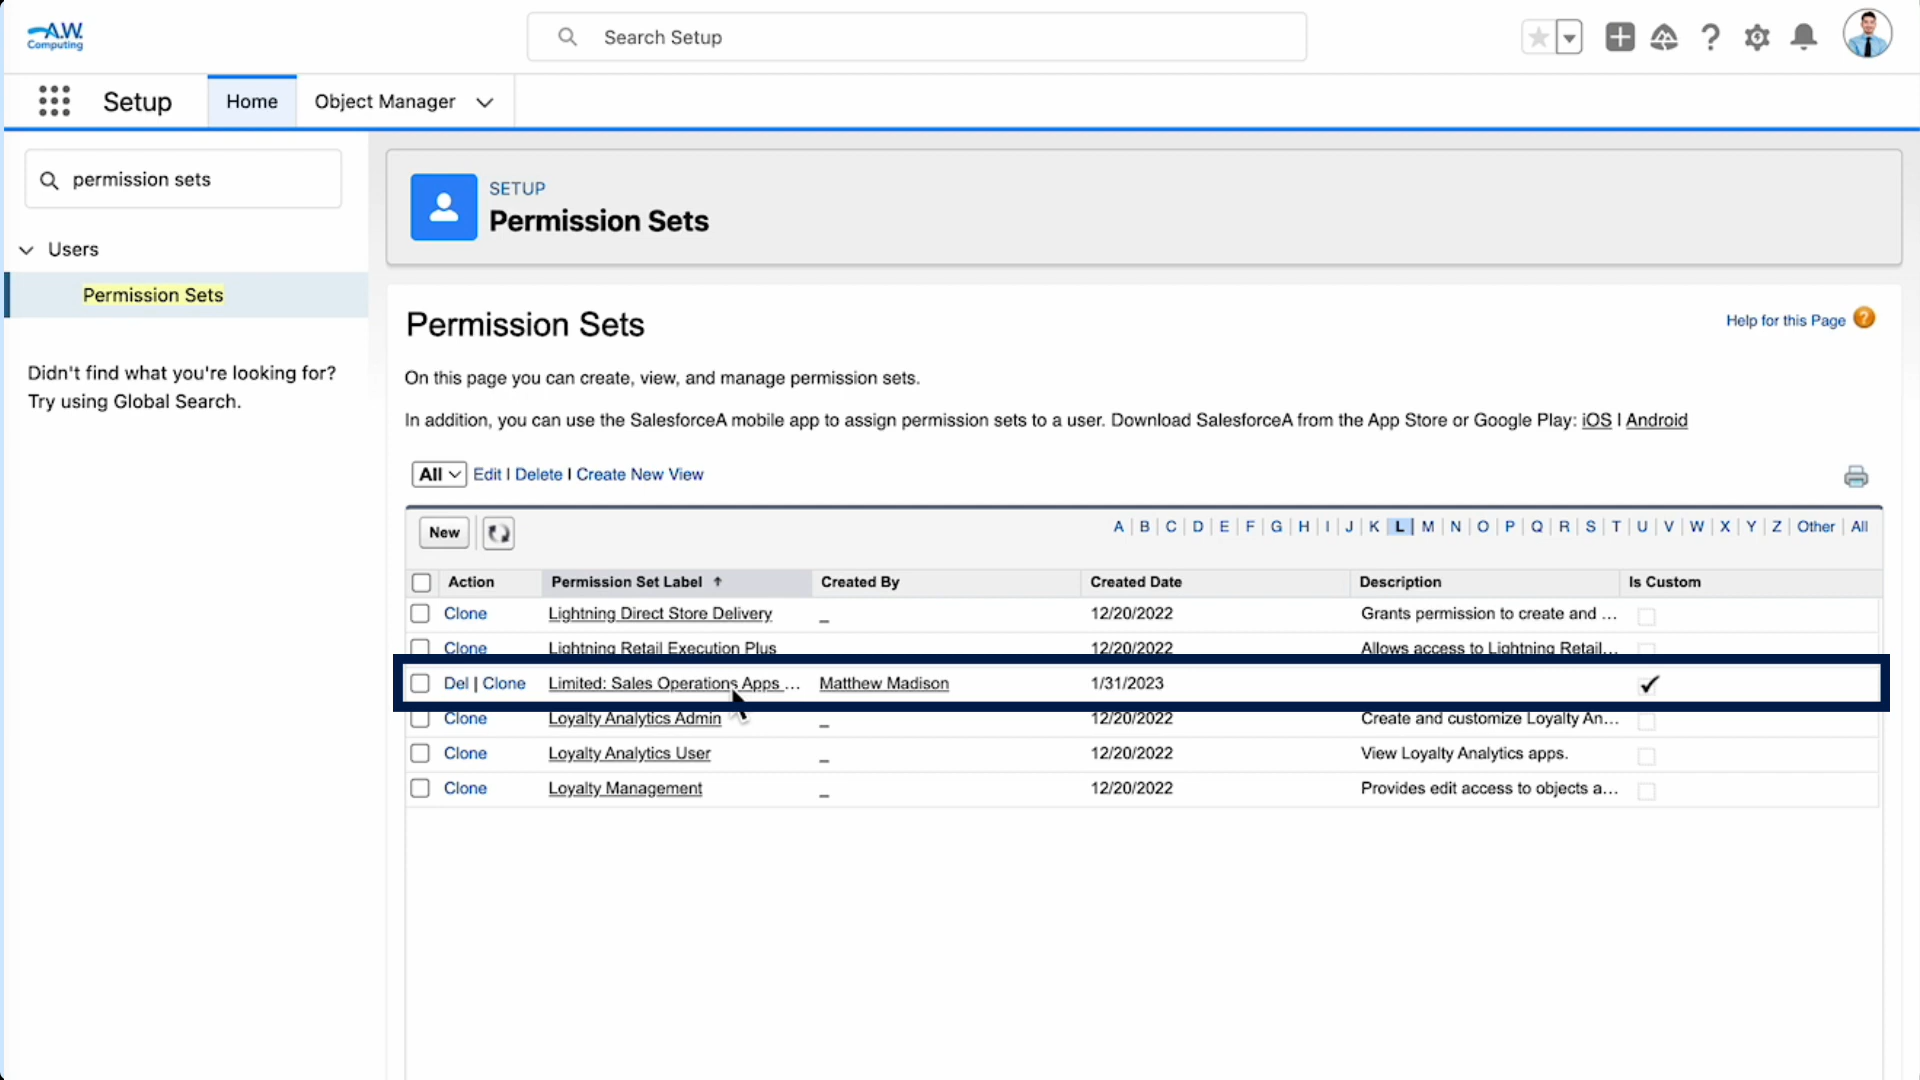 A.W.
Computing
Search Setup
Setup
Home
Object Manager
permission sets
Users
Permission Sets
Didn't find what you're looking for?
Try using Global Search.
SETUP
Permission Sets
Permission Sets
Help for this Page ?
On this page you can create, view, and manage permission sets.
In addition, you can use the SalesforceA mobile app to assign permission sets to a user. Download SalesforceA from the App Store or Google Play: iOS | Android
All Edit | Delete | Create New View
New
A | B | C | D | E | F | G | H | I | J | K | L | M | N | O | P | Q | R | S | T | U | V | W | X | Y | Z | Other | All
Action Permission Set Label ↑ Created By Created Date Description Is Custom
Clone Lightning Direct Store Delivery _ 12/20/2022 Grants permission to create and ...
Clone Lightning Retail Execution Plus 12/20/2022 Allows access to Lightning Retail...
Del | Clone Limited: Sales Operations Apps ... Matthew Madison 1/31/2023 ✓
Clone Loyalty Analytics Admin _ 12/20/2022 Create and customize Loyalty An...
Clone Loyalty Analytics User _ 12/20/2022 View Loyalty Analytics apps.
Clone Loyalty Management _ 12/20/2022 Provides edit access to objects a...